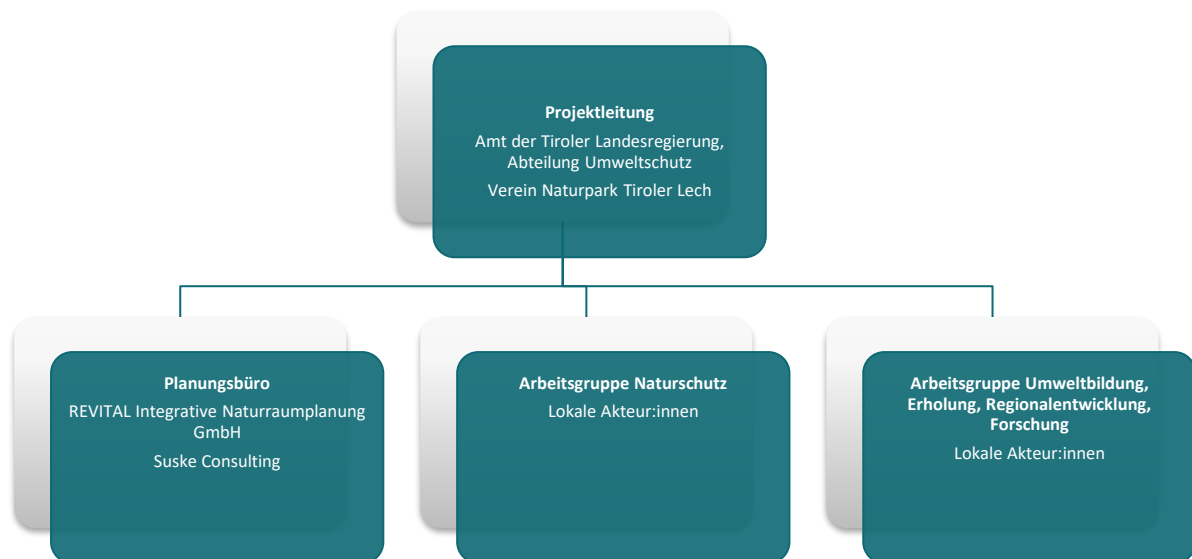 Projektleitung
Amt der Tiroler Landesregierung,
Abteilung Umweltschutz
Verein Naturpark Tiroler Lech
Planungsbüro
REVITAL Integrative Naturraumplanung
GmbH
Suske Consulting
Arbeitsgruppe Naturschutz
Lokale Akteur:innen
Arbeitsgruppe Umweltbildung,
Erholung, Regionalentwicklung,
Forschung
Lokale Akteur:innen